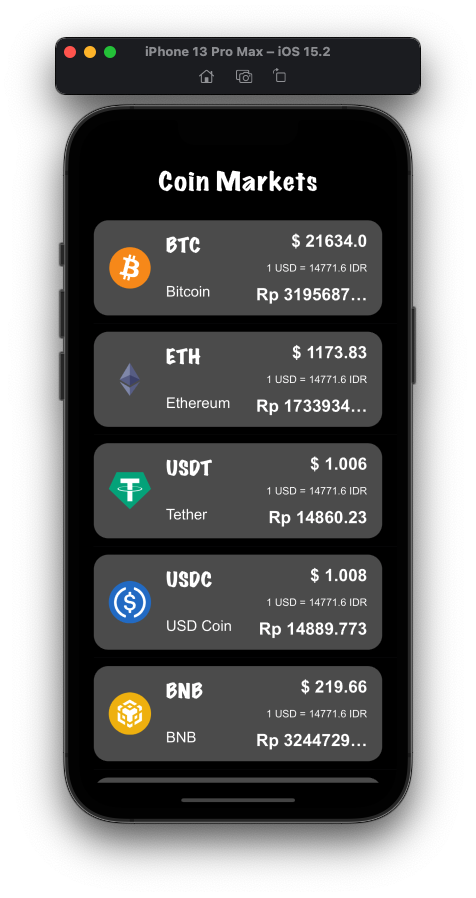 iPhone 13 Pro Max – iOS 15.2
Coin Markets
BTC
$ 21634.0
1 USD = 14771.6 IDR
Bitcoin
Rp 3195687...
ETH
$ 1173.83
1 USD = 14771.6 IDR
Ethereum
Rp 1733934...
USDT
$ 1.006
1 USD = 14771.6 IDR
Tether
Rp 14860.23
USDC
$ 1.008
1 USD = 14771.6 IDR
USD Coin
Rp 14889.773
BNB
$ 219.66
1 USD = 14771.6 IDR
BNB
Rp 3244729...